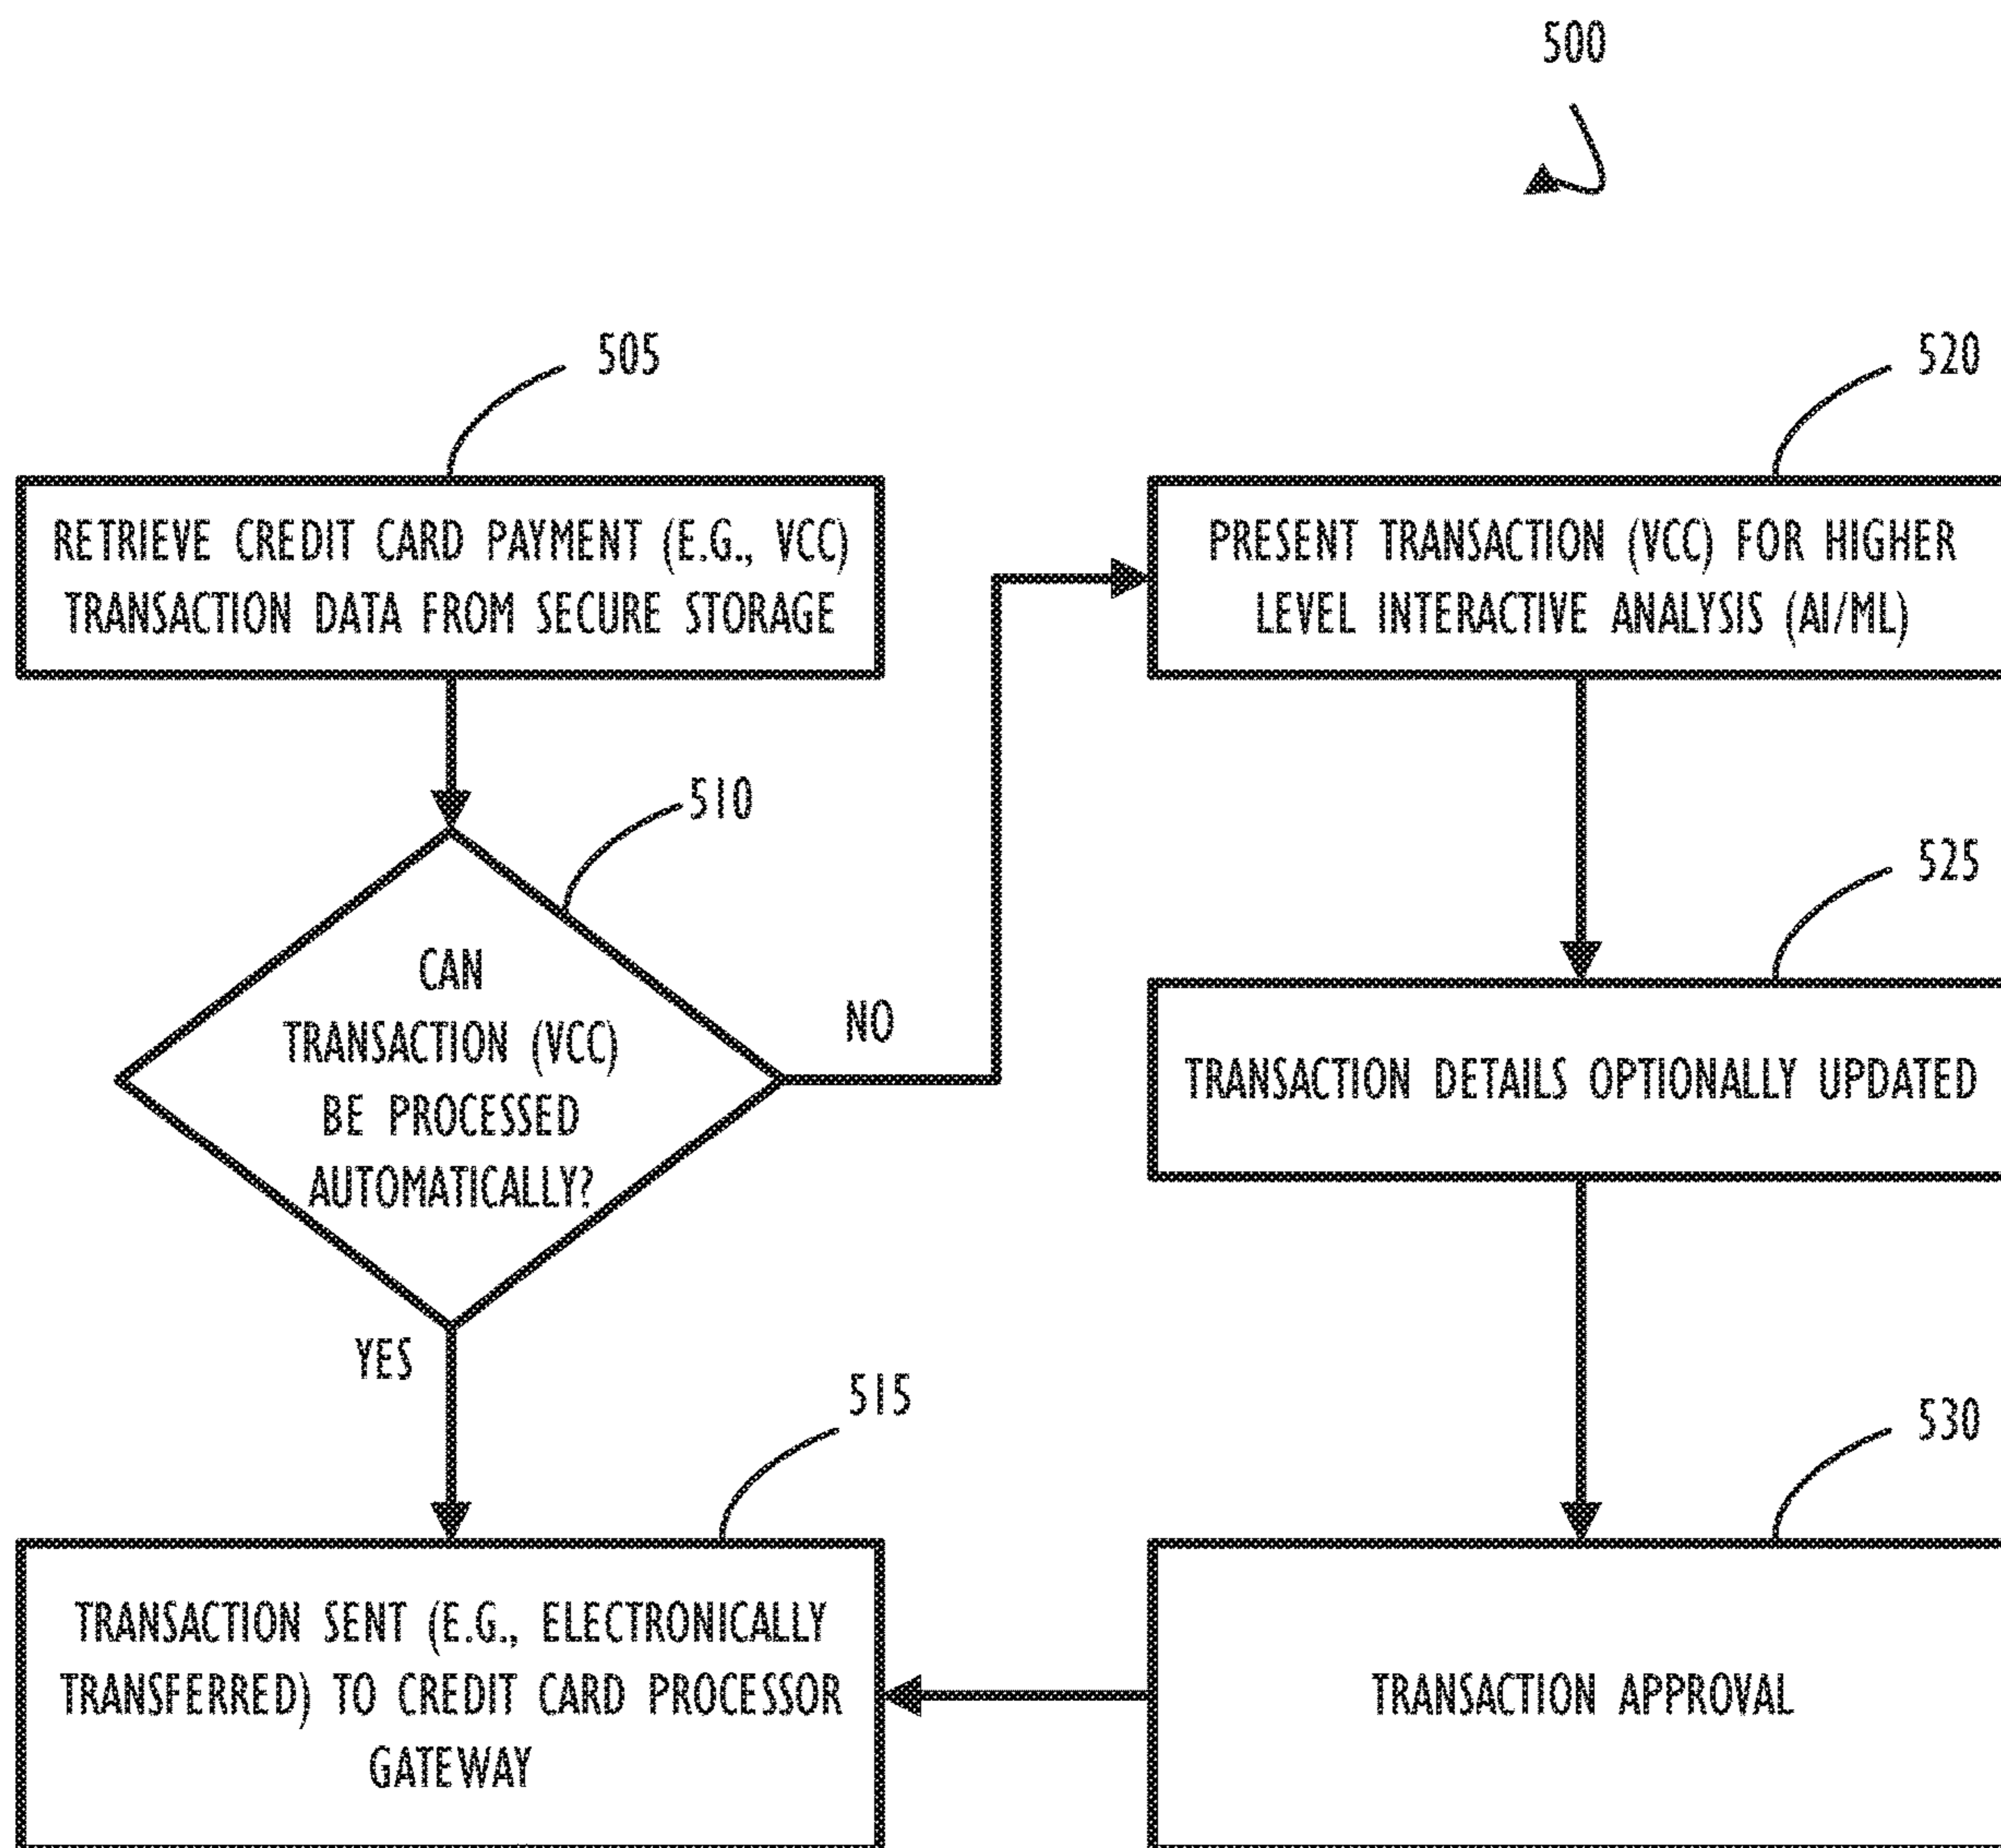 500
505
RETRIEVE CREDIT CARD PAYMENT (E.G., VCC)
TRANSACTION DATA FROM SECURE STORAGE
510
CAN
TRANSACTION (VCC)
BE PROCESSED
AUTOMATICALLY?
NO
YES
515
TRANSACTION SENT (E.G., ELECTRONICALLY
TRANSFERRED) TO CREDIT CARD PROCESSOR
GATEWAY
520
PRESENT TRANSACTION (VCC) FOR HIGHER
LEVEL INTERACTIVE ANALYSIS (AI/ML)
525
TRANSACTION DETAILS OPTIONALLY UPDATED
530
TRANSACTION APPROVAL